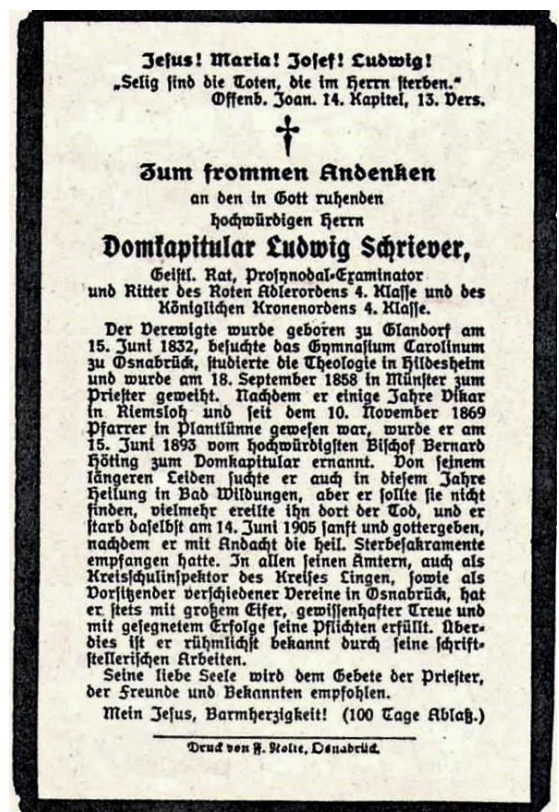 Jesus! Maria! Josef! Ludwig!
„Selig sind die Toten, die im Herrn sterben."
Offenb. Joan. 14. Kapitel, 13. Vers.
†
Zum frommen Andenken
an den in Gott ruhenden
hochwürdigen Herrn
Domkapitular Ludwig Schriever,
Geistl. Rat, Prosynodal-Examinator
und Ritter des Roten Adlerordens 4. Klasse und des
Königlichen Kronenordens 4. Klasse.
Der Verewigte wurde geboren zu Glandorf am
15. Juni 1832, besuchte das Gymnasium Carolinum
zu Osnabrück, studierte die Theologie in Hildesheim
und wurde am 18. September 1858 in Münster zum
Priester geweiht. Nachdem er einige Jahre Vikar
in Riemsloh und seit dem 10. November 1869
Pfarrer in Plantlünne gewesen war, wurde er am
15. Juni 1893 vom hochwürdigsten Bischof Bernard
Höting zum Domkapitular ernannt. Von seinem
längeren Leiden suchte er auch in diesem Jahre
Heilung in Bad Wildungen, aber er sollte sie nicht
finden, vielmehr ereilte ihn dort der Tod, und er
starb daselbst am 14. Juni 1905 sanft und gottergeben,
nachdem er mit Andacht die heil. Sterbesakramente
empfangen hatte. In allen seinen Ämtern, auch als
Kreisschulinspektor des Kreises Lingen, sowie als
Vorsitzender verschiedener Vereine in Osnabrück, hat
er stets mit großem Eifer, gewissenhafter Treue und
mit gesegnetem Erfolge seine Pflichten erfüllt. Über-
dies ist er rühmlichst bekannt durch seine schrift-
stellerischen Arbeiten.
Seine liebe Seele wird dem Gebete der Priester,
der Freunde und Bekannten empfohlen.
Mein Jesus, Barmherzigkeit! (100 Tage Ablaß.)
Druck von F. Nolte, Osnabrück.